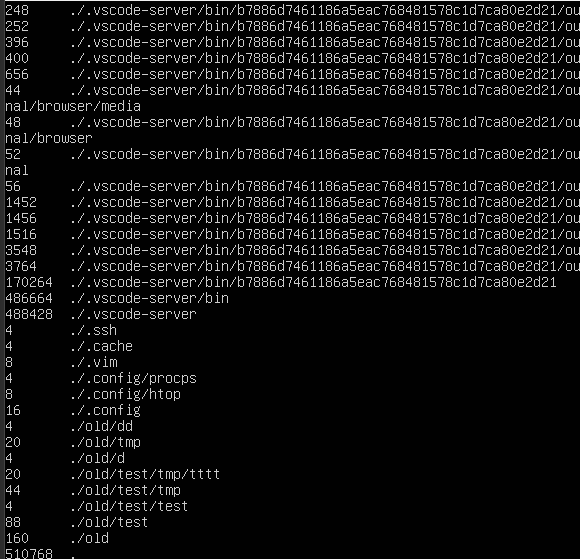 248 ./.vscode-server/bin/b7886d7461186a5eac768481578c1d7ca80e2d21/ou
252 ./.vscode-server/bin/b7886d7461186a5eac768481578c1d7ca80e2d21/ou
396 ./.vscode-server/bin/b7886d7461186a5eac768481578c1d7ca80e2d21/ou
400 ./.vscode-server/bin/b7886d7461186a5eac768481578c1d7ca80e2d21/ou
656 ./.vscode-server/bin/b7886d7461186a5eac768481578c1d7ca80e2d21/ou
44 ./.vscode-server/bin/b7886d7461186a5eac768481578c1d7ca80e2d21/ou
nal/browser/media
48 ./.vscode-server/bin/b7886d7461186a5eac768481578c1d7ca80e2d21/ou
nal/browser
52 ./.vscode-server/bin/b7886d7461186a5eac768481578c1d7ca80e2d21/ou
nal
56 ./.vscode-server/bin/b7886d7461186a5eac768481578c1d7ca80e2d21/ou
1452 ./.vscode-server/bin/b7886d7461186a5eac768481578c1d7ca80e2d21/ou
1456 ./.vscode-server/bin/b7886d7461186a5eac768481578c1d7ca80e2d21/ou
1516 ./.vscode-server/bin/b7886d7461186a5eac768481578c1d7ca80e2d21/ou
3548 ./.vscode-server/bin/b7886d7461186a5eac768481578c1d7ca80e2d21/ou
3764 ./.vscode-server/bin/b7886d7461186a5eac768481578c1d7ca80e2d21/ou
170264 ./.vscode-server/bin/b7886d7461186a5eac768481578c1d7ca80e2d21
486664 ./.vscode-server/bin
488428 ./.vscode-server
4 ./.ssh
4 ./.cache
8 ./.vim
4 ./.config/procps
8 ./.config/htop
16 ./.config
4 ./old/dd
20 ./old/tmp
4 ./old/d
20 ./old/test/tmp/tttt
44 ./old/test/tmp
4 ./old/test/test
88 ./old/test
160 ./old
510768 .